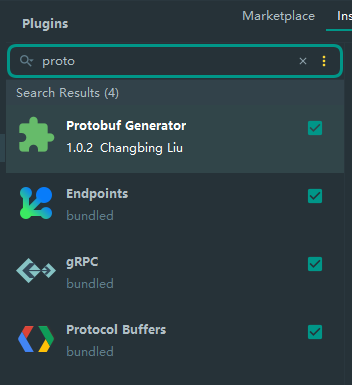 Plugins
Marketplace
Ins
proto
Search Results (4)
Protobuf Generator
1.0.2 Changbing Liu
Endpoints
bundled
gRPC
bundled
Protocol Buffers
bundled